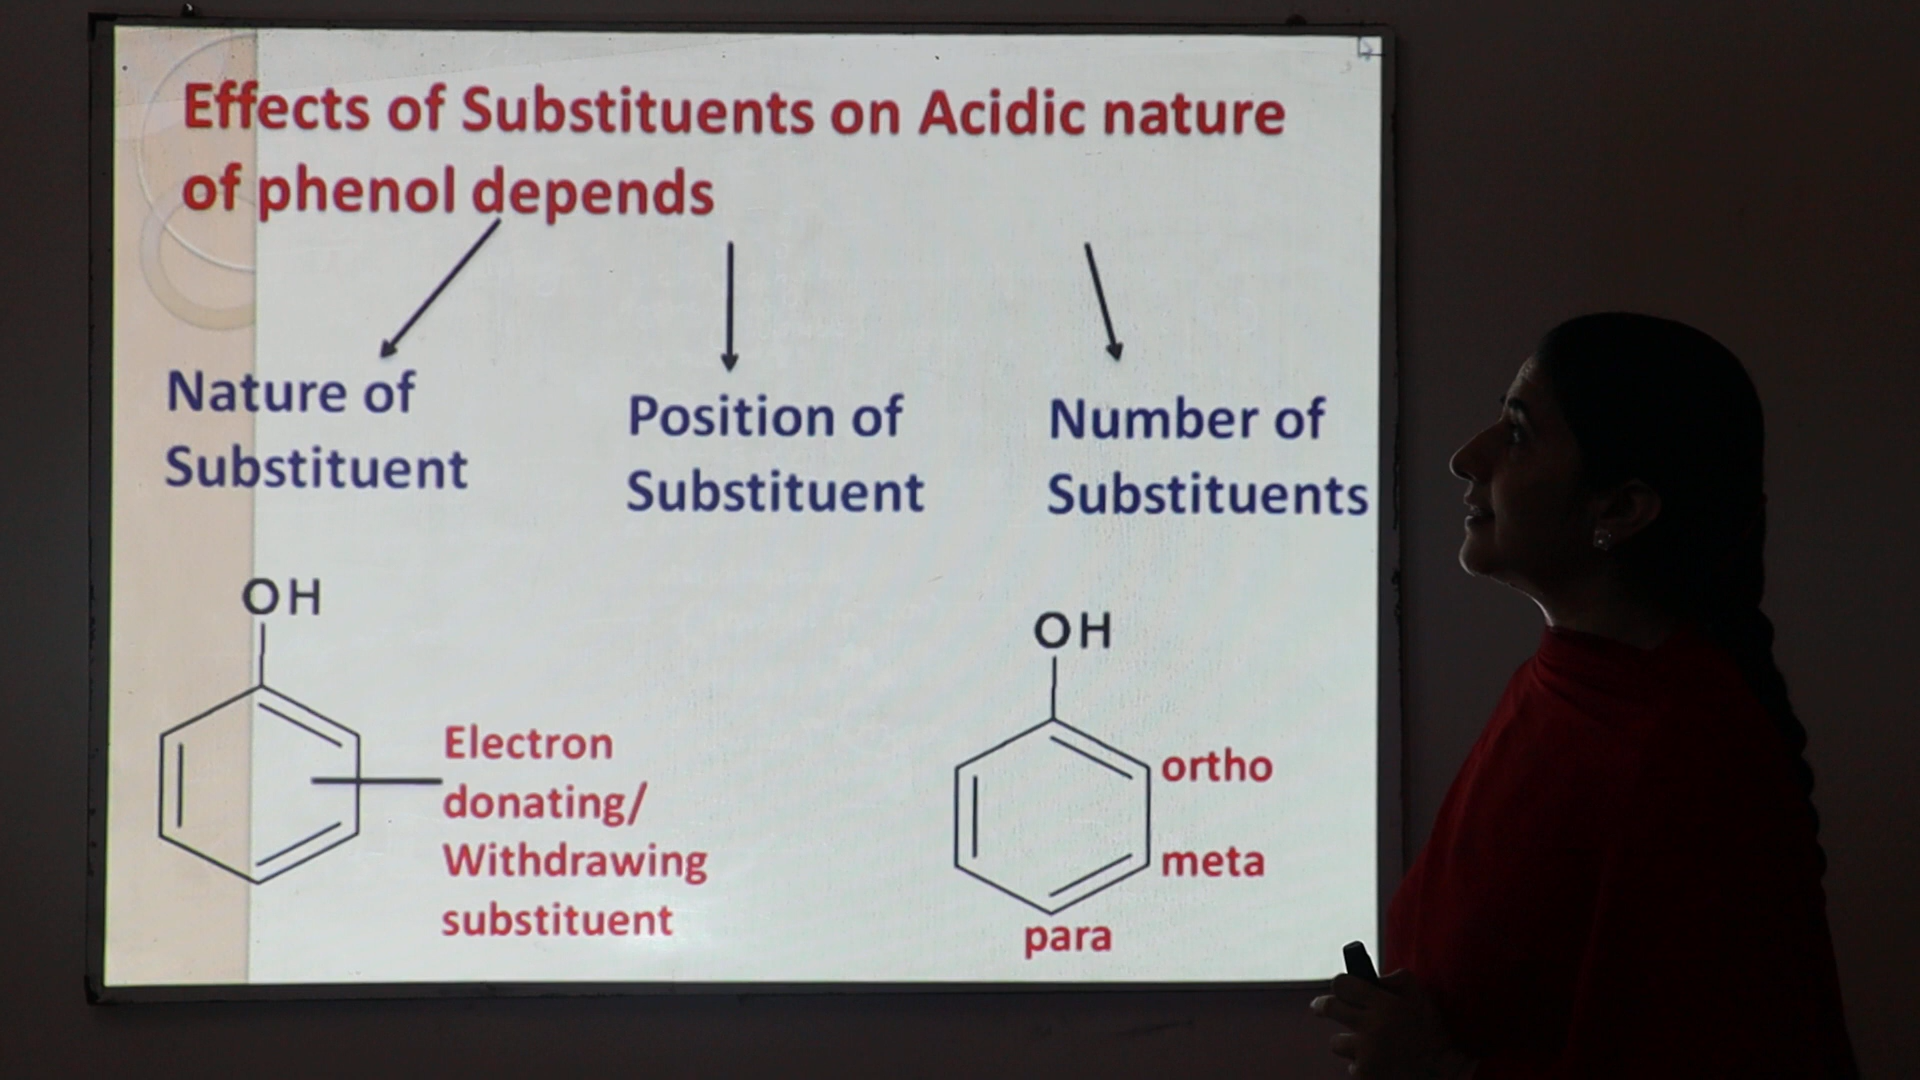 Effects of Substituents on Acidic nature
of phenol depends
Nature of
Substituent
Position of
Substituent
Number of
Substituents
OH
Electron
donating/
Withdrawing
substituent
OH
ortho
meta
para